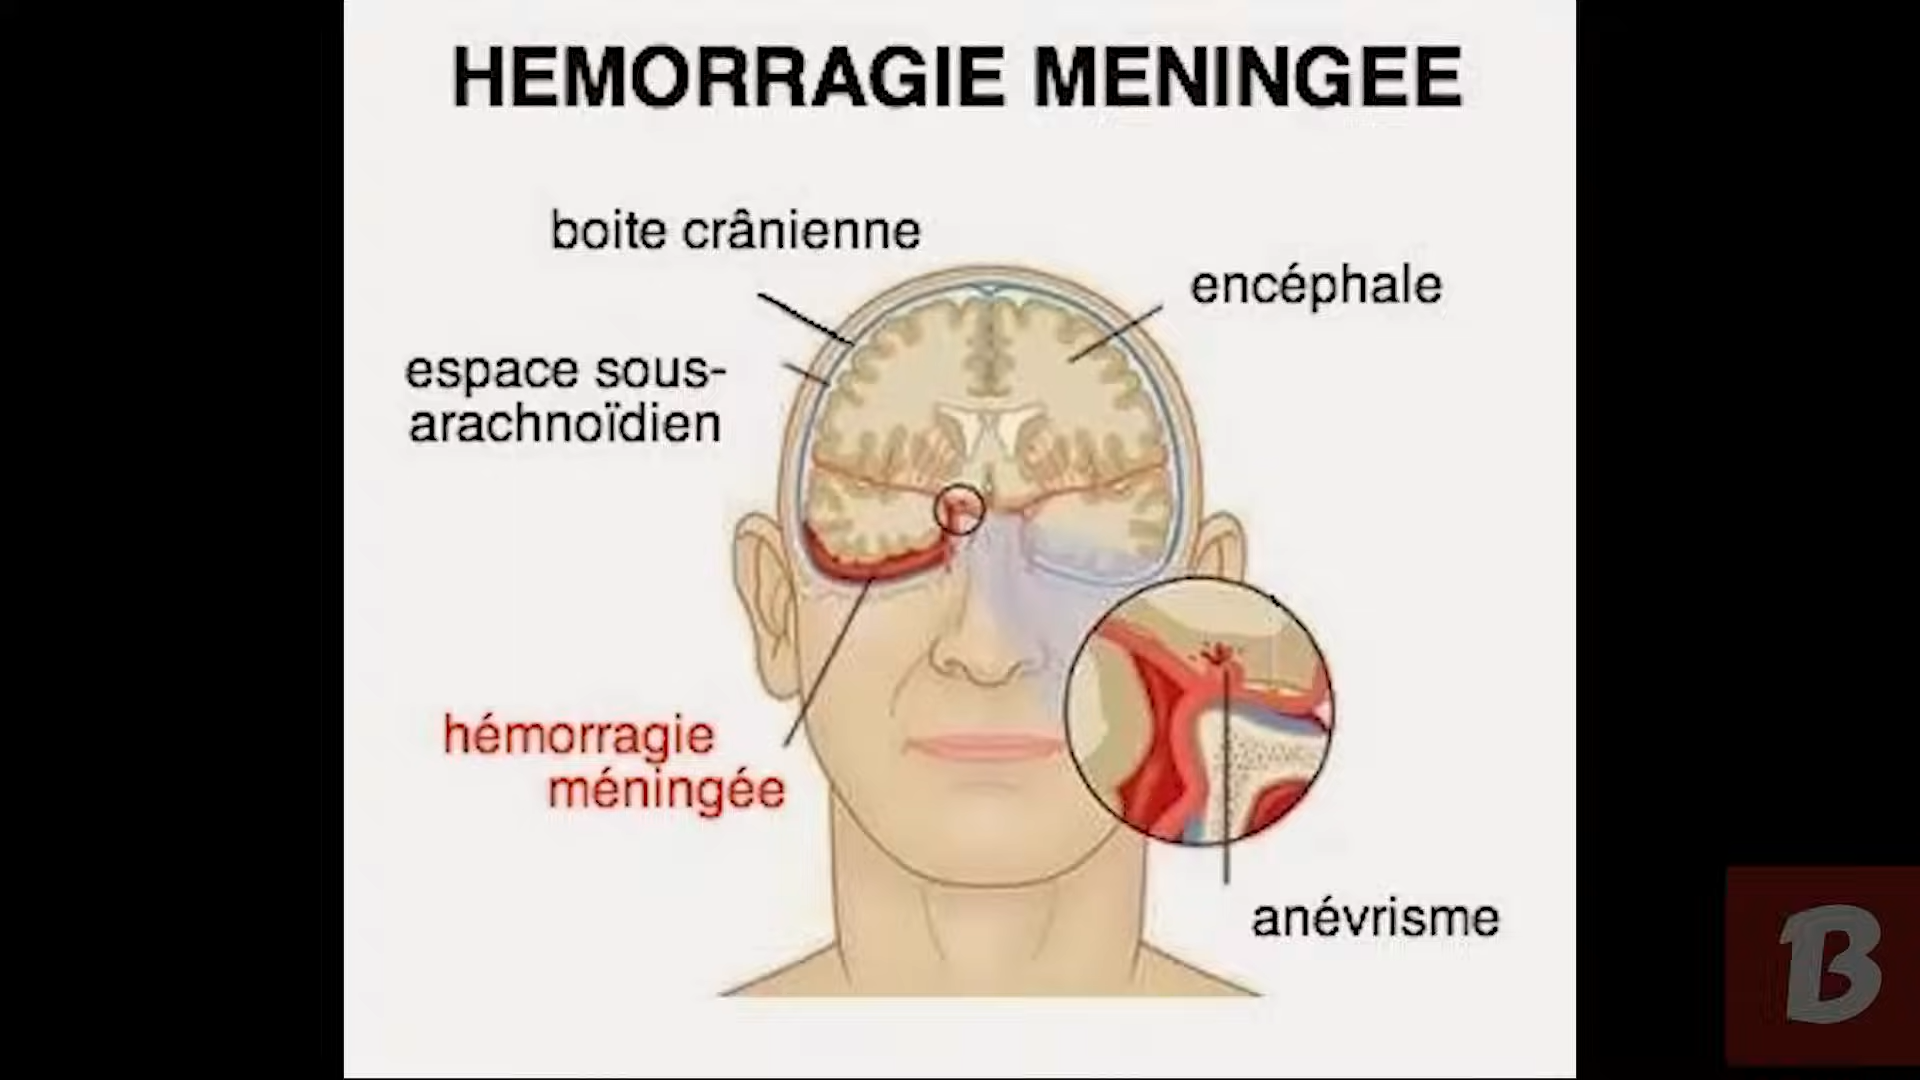 HEMORRAGIE MENINGEE
boite crânienne
encéphale
espace sous-
arachnoïdien
hémorragie
méningée
anévrisme
B